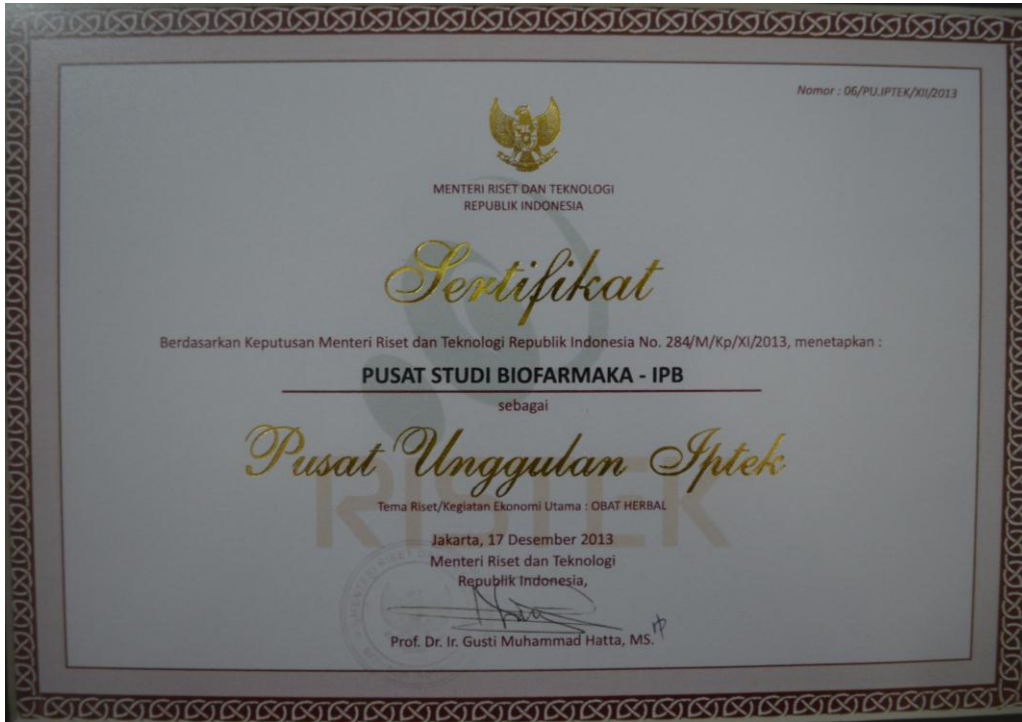 Nomor : 06/PU.IPTEK/XII/2013
MENTERI RISET DAN TEKNOLOGI
REPUBLIK INDONESIA
Sertifikat
Berdasarkan Keputusan Menteri Riset dan Teknologi Republik Indonesia No. 284/M/Kp/XI/2013, menetapkan :
PUSAT STUDI BIOFARMAKA - IPB
sebagai
Pusat Unggulan Iptek
RISTEK
Tema Riset/Kegiatan Ekonomi Utama : OBAT HERBAL
Jakarta, 17 Desember 2013
Menteri Riset dan Teknologi
Republik Indonesia,
Prof. Dr. Ir. Gusti Muhammad Hatta, MS.